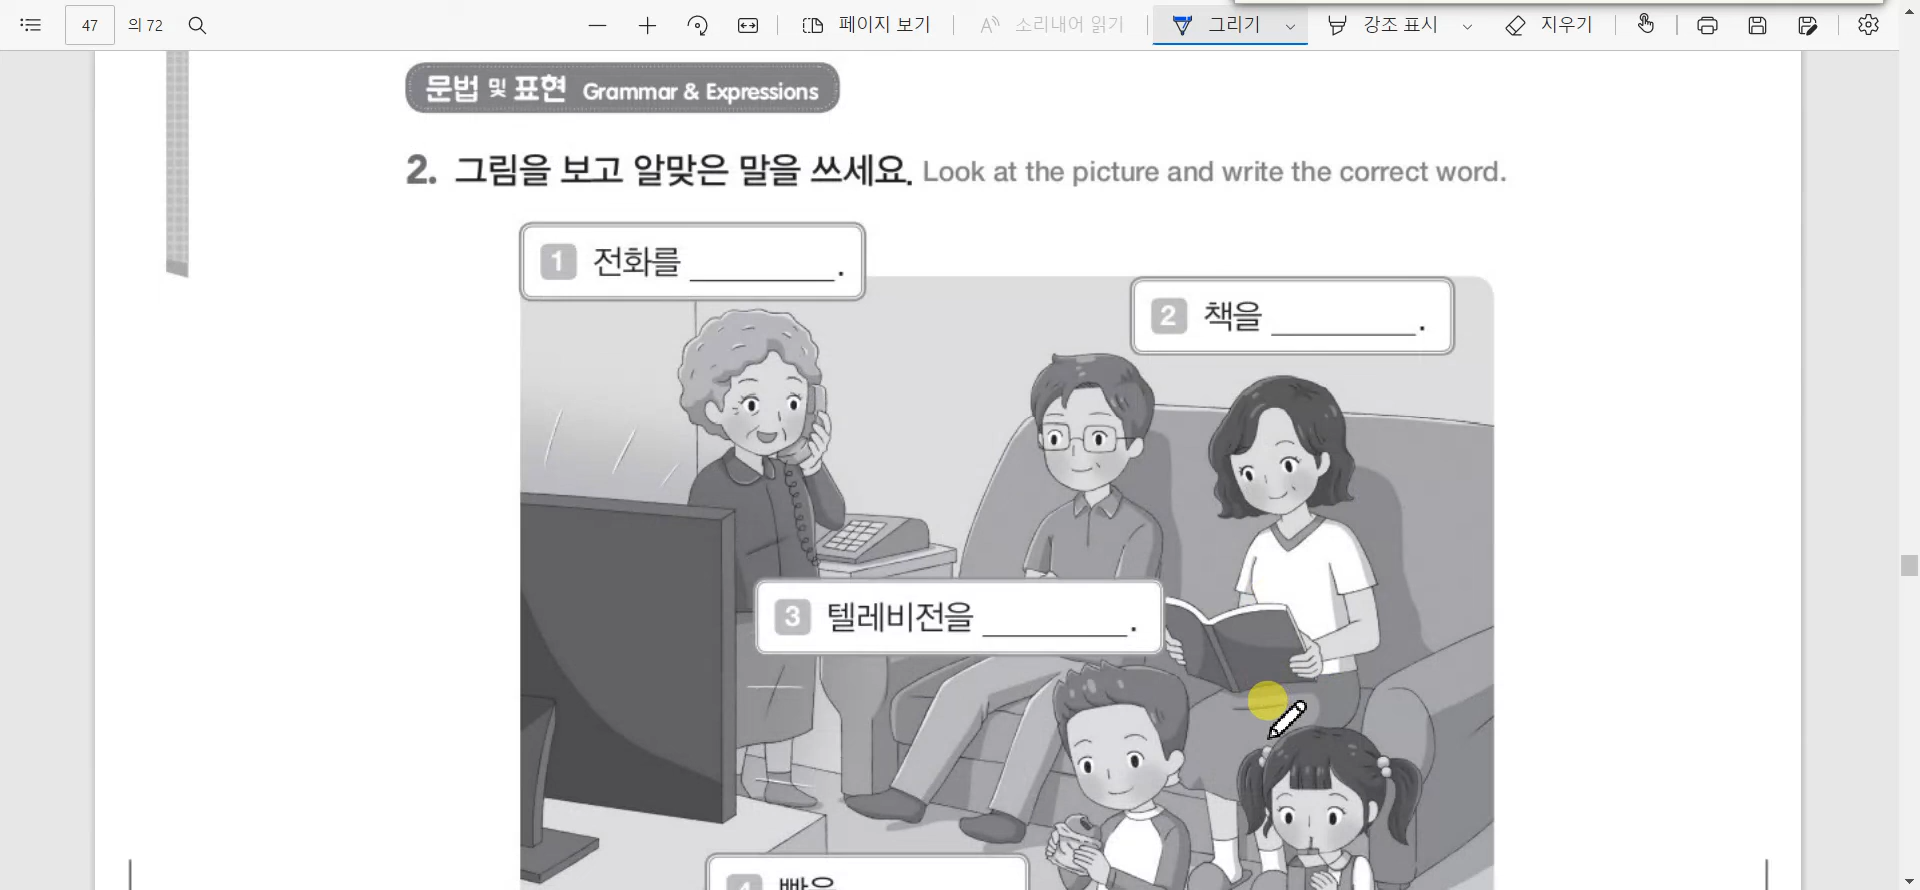 47 의 72 페이지 보기 소리내어 읽기 그리기 강조 표시 지우기
문법 및 표현 Grammar & Expressions
2. 그림을 보고 알맞은 말을 쓰세요. Look at the picture and write the correct word.
1 전화를 ________.
2 책을 ________.
3 텔레비전을 ________.
4 빵을